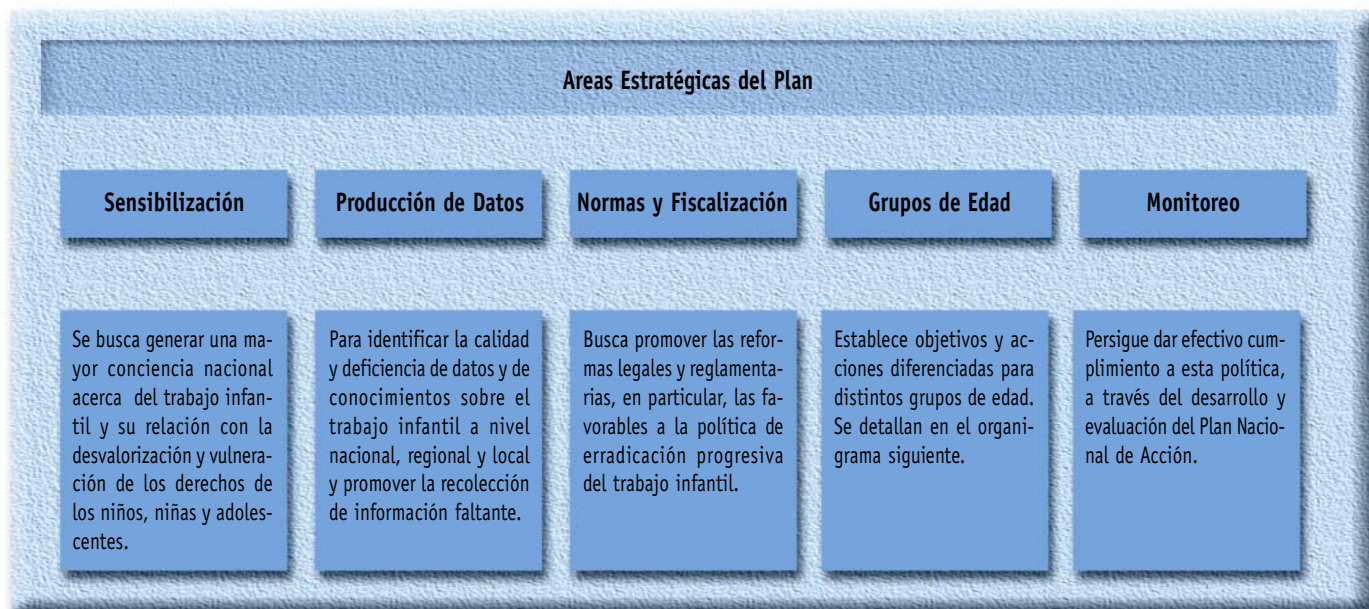 Areas Estratégicas del Plan
Sensibilización
Producción de Datos
Normas y Fiscalización
Grupos de Edad
Monitoreo
Se busca generar una ma-
yor conciencia nacional
acerca del trabajo infan-
til y su relación con la
desvalorización y vulnera-
ción de los derechos de
los niños, niñas y adoles-
centes.
Para identificar la calidad
y deficiencia de datos y de
conocimientos sobre el
trabajo infantil a nivel
nacional, regional y local
y promover la recolección
de información faltante.
Busca promover las refor-
mas legales y reglamenta-
rias, en particular, las fa-
vorables a la política de
erradicación progresiva
del trabajo infantil.
Establece objetivos y ac-
ciones diferenciadas para
distintos grupos de edad.
Se detallan en el organi-
grama siguiente.
Persigue dar efectivo cum-
plimiento a esta política,
a través del desarrollo y
evaluación del Plan Nacio-
nal de Acción.